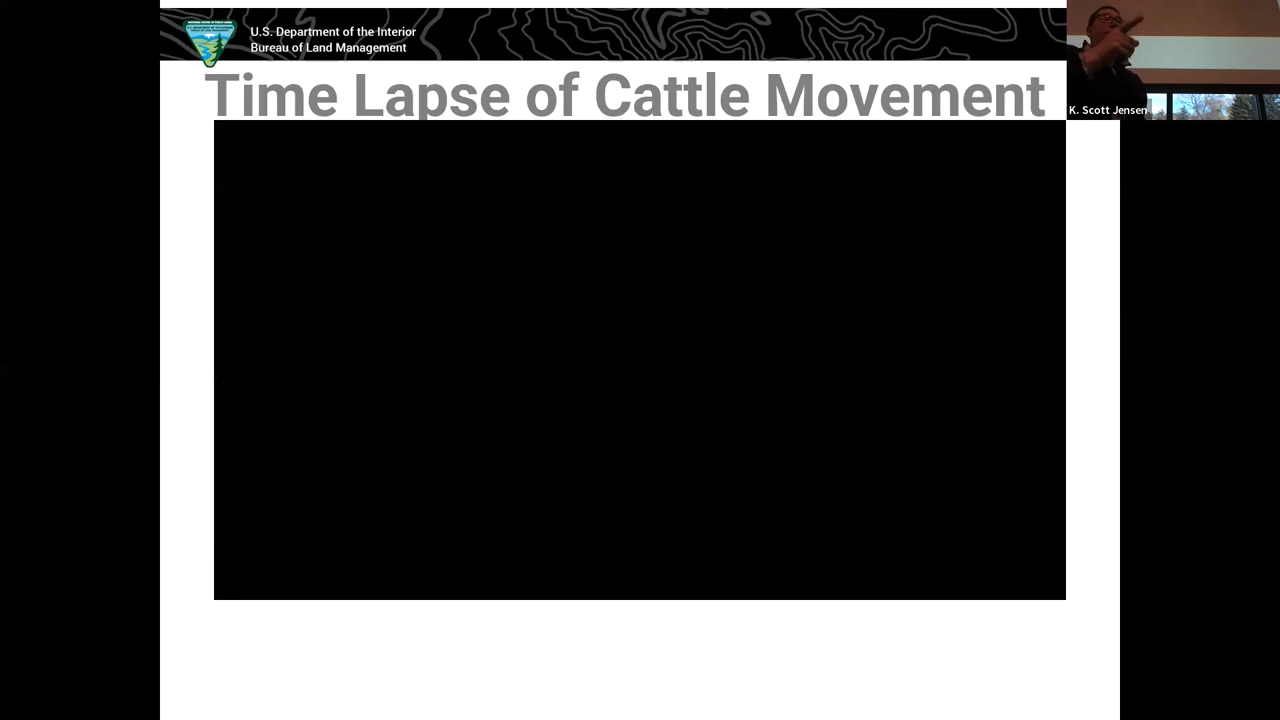 U.S. Department of the Interior
Bureau of Land Management
Time Lapse of Cattle Movement
K. Scott Jensen